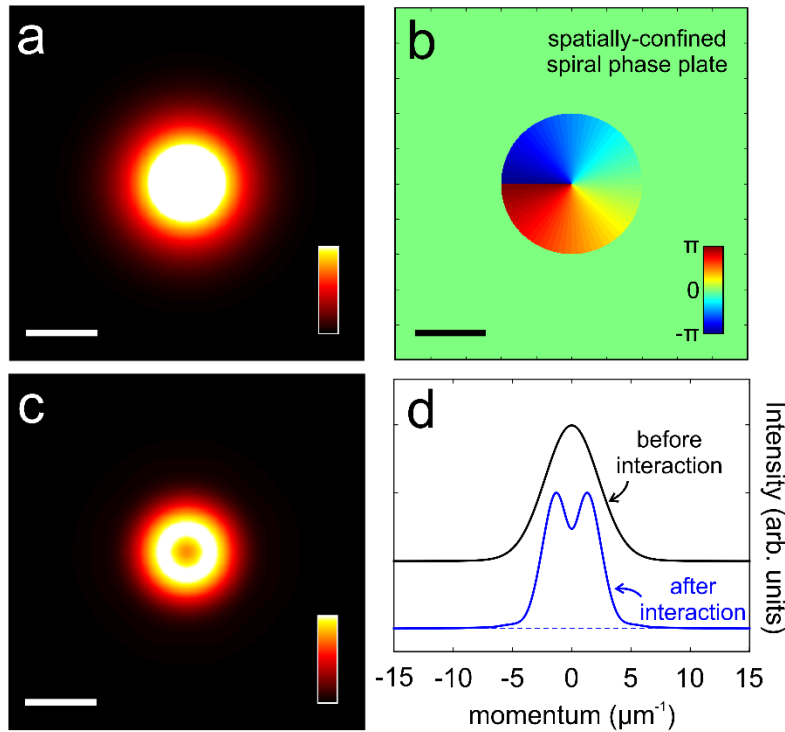 a
b
spatially-confined
spiral phase plate
π
0
-π
c
d
before
interaction
after
interaction
Intensity (arb. units)
-15 -10 -5 0 5 10 15
momentum (µm⁻¹)